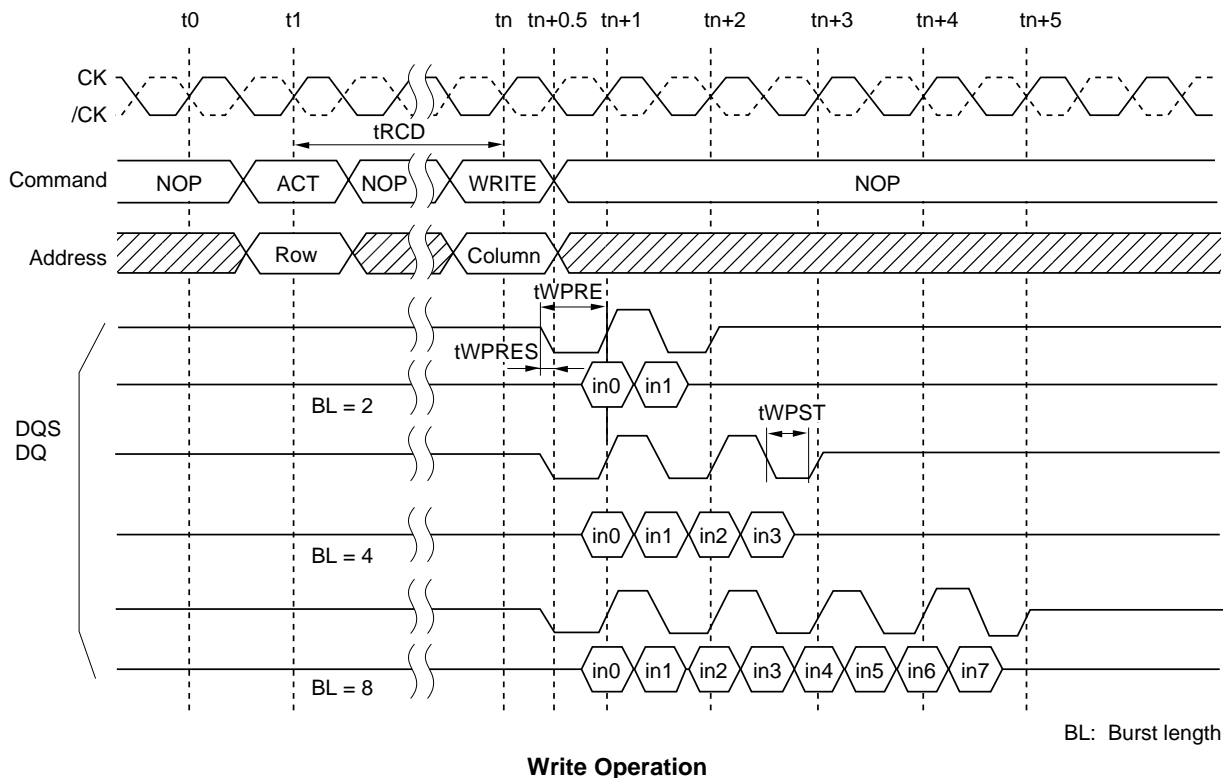 t0 t1 tn tn+0.5 tn+1 tn+2 tn+3 tn+4 tn+5
CK
/CK
tRCD
Command NOP ACT NOP WRITE NOP
Address Row Column
tWPRE
tWPRES
in0 in1
BL = 2
tWPST
DQS
DQ
in0 in1 in2 in3
BL = 4
in0 in1 in2 in3 in4 in5 in6 in7
BL = 8
BL: Burst length
Write Operation